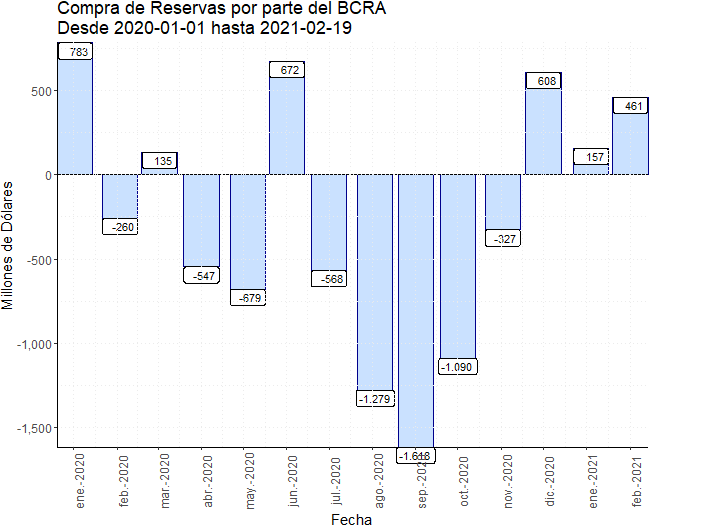 Compra de Reservas por parte del BCRA
Desde 2020-01-01 hasta 2021-02-19
Millones de Dólares
500
0
-500
-1,000
-1,500
783
-260
135
-547
-679
672
-568
-1.279
-1.090
-327
608
157
461
ene.-2020
feb.-2020
mar.-2020
abr.-2020
may.-2020
jun.-2020
jul.-2020
ago.-2020
sep.-2020
oct.-2020
nov.-2020
dic.-2020
ene.-2021
feb.-2021
Fecha